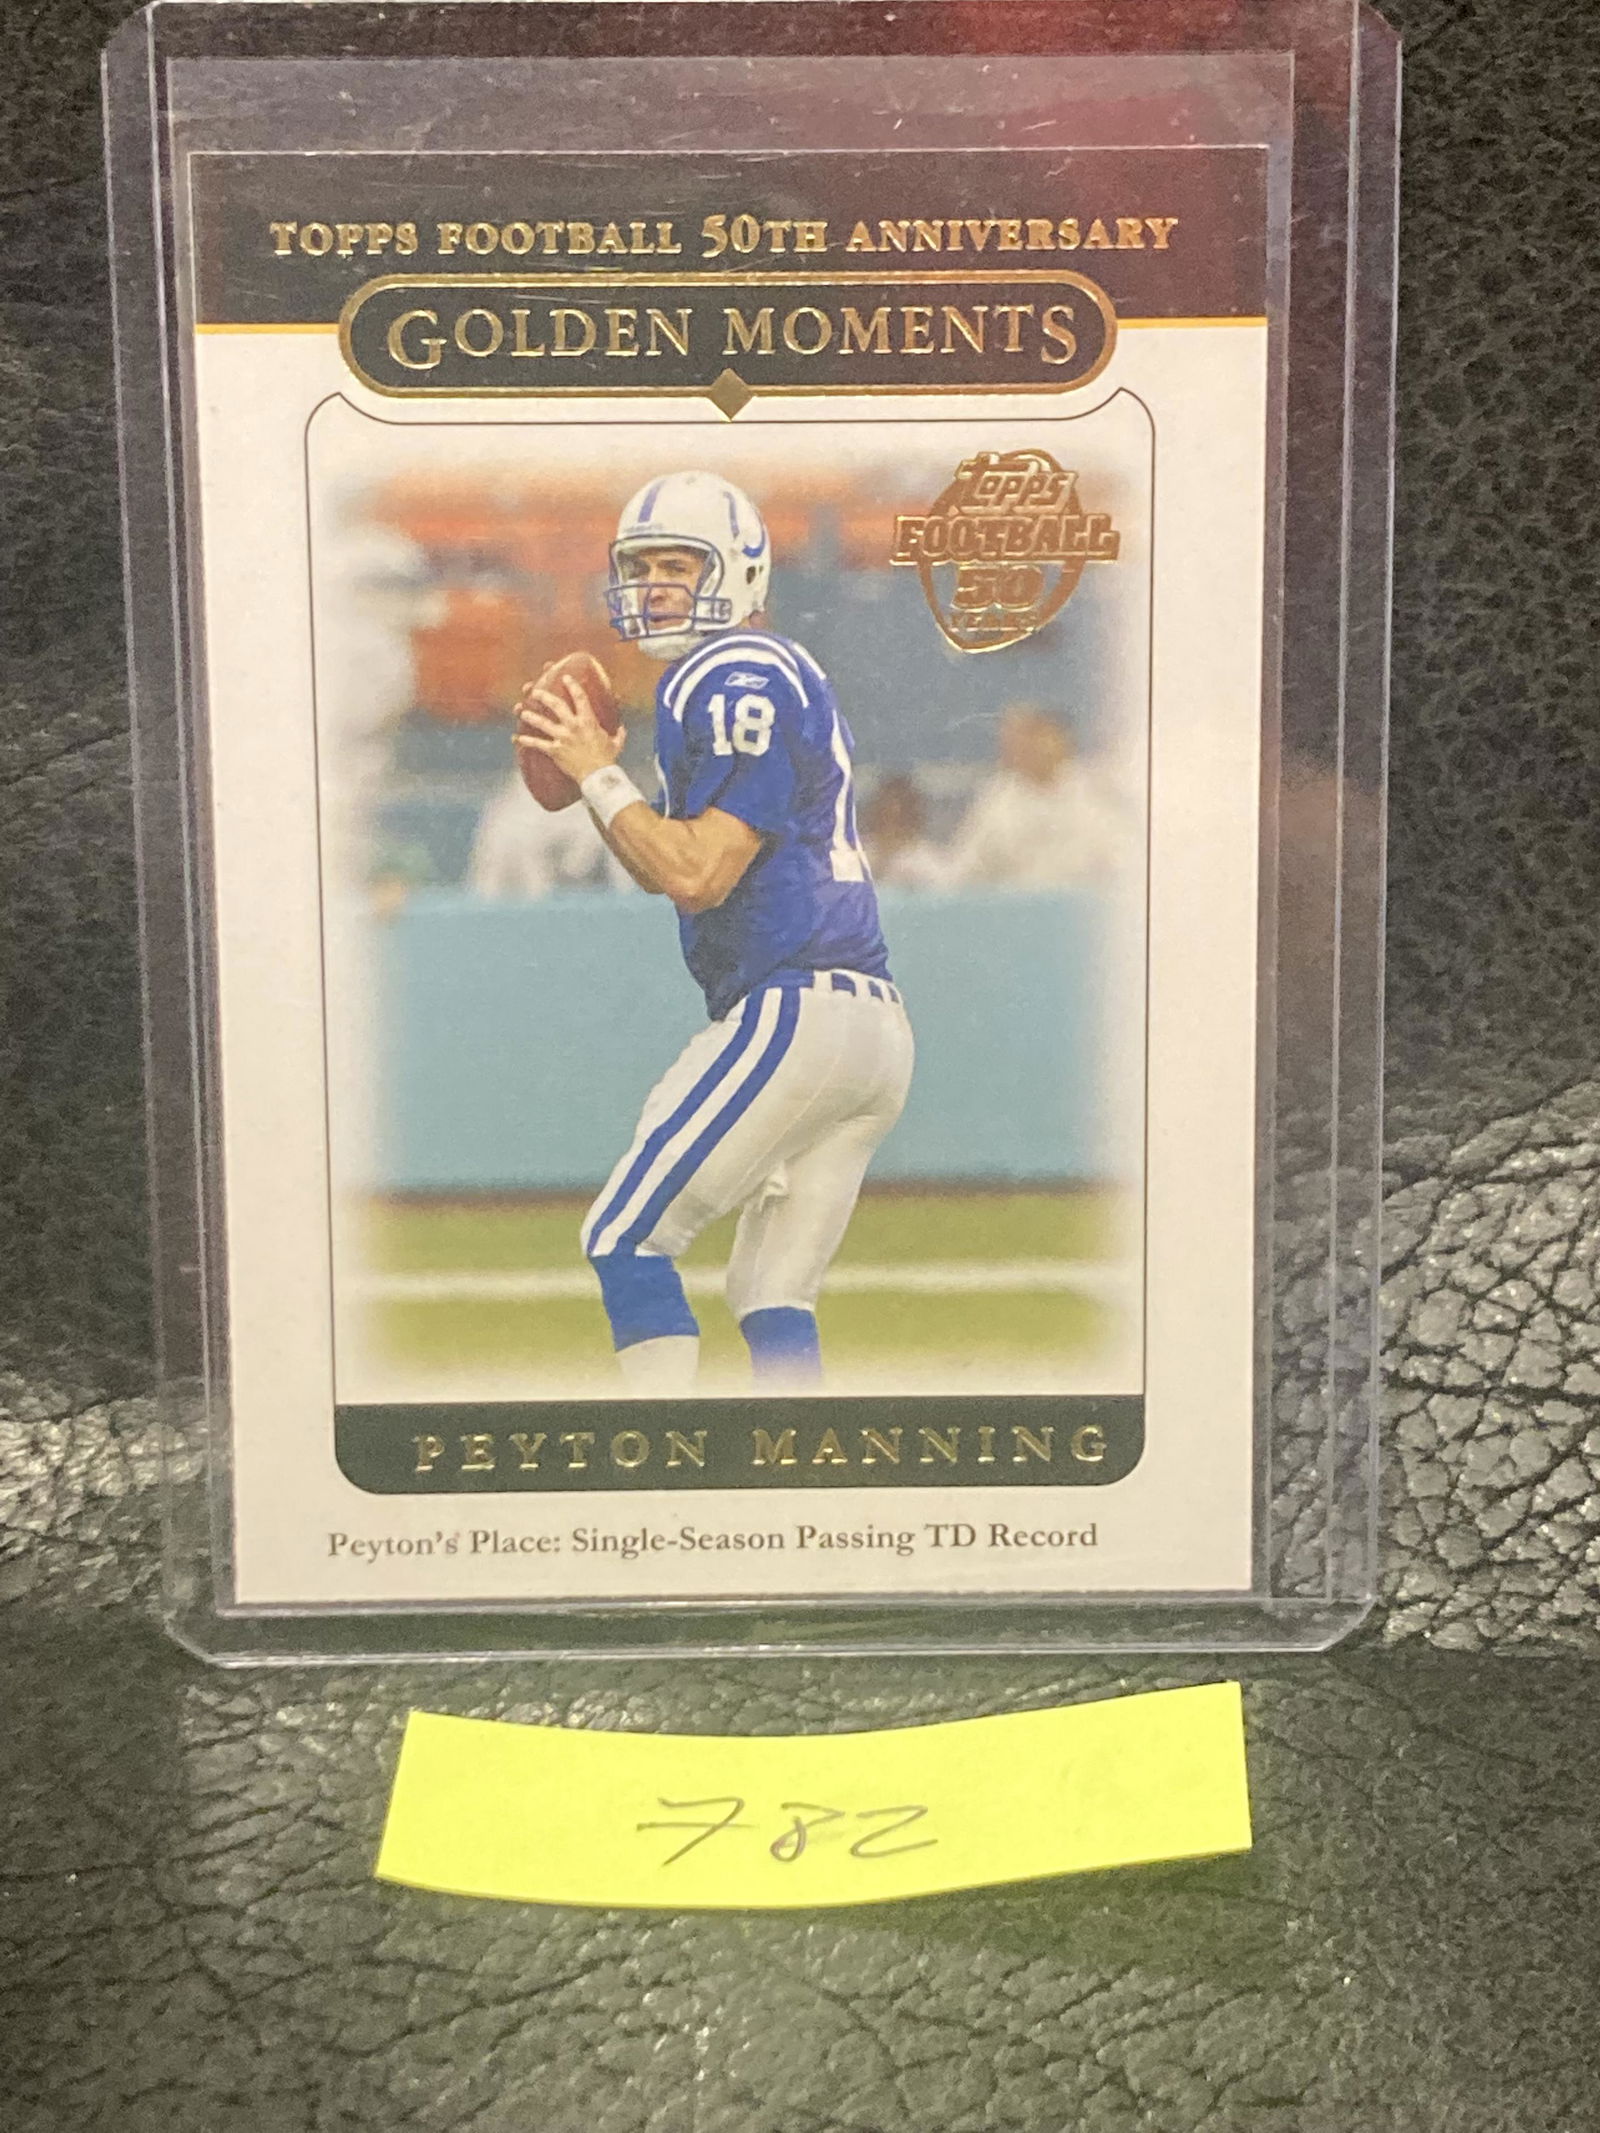 TOPPS FOOTBALL 50TH ANNIVERSARY
GOLDEN MOMENTS
Topps
FOOTBALL
50
YEARS
18
PEYTON MANNING
Peyton's Place: Single-Season Passing TD Record
782